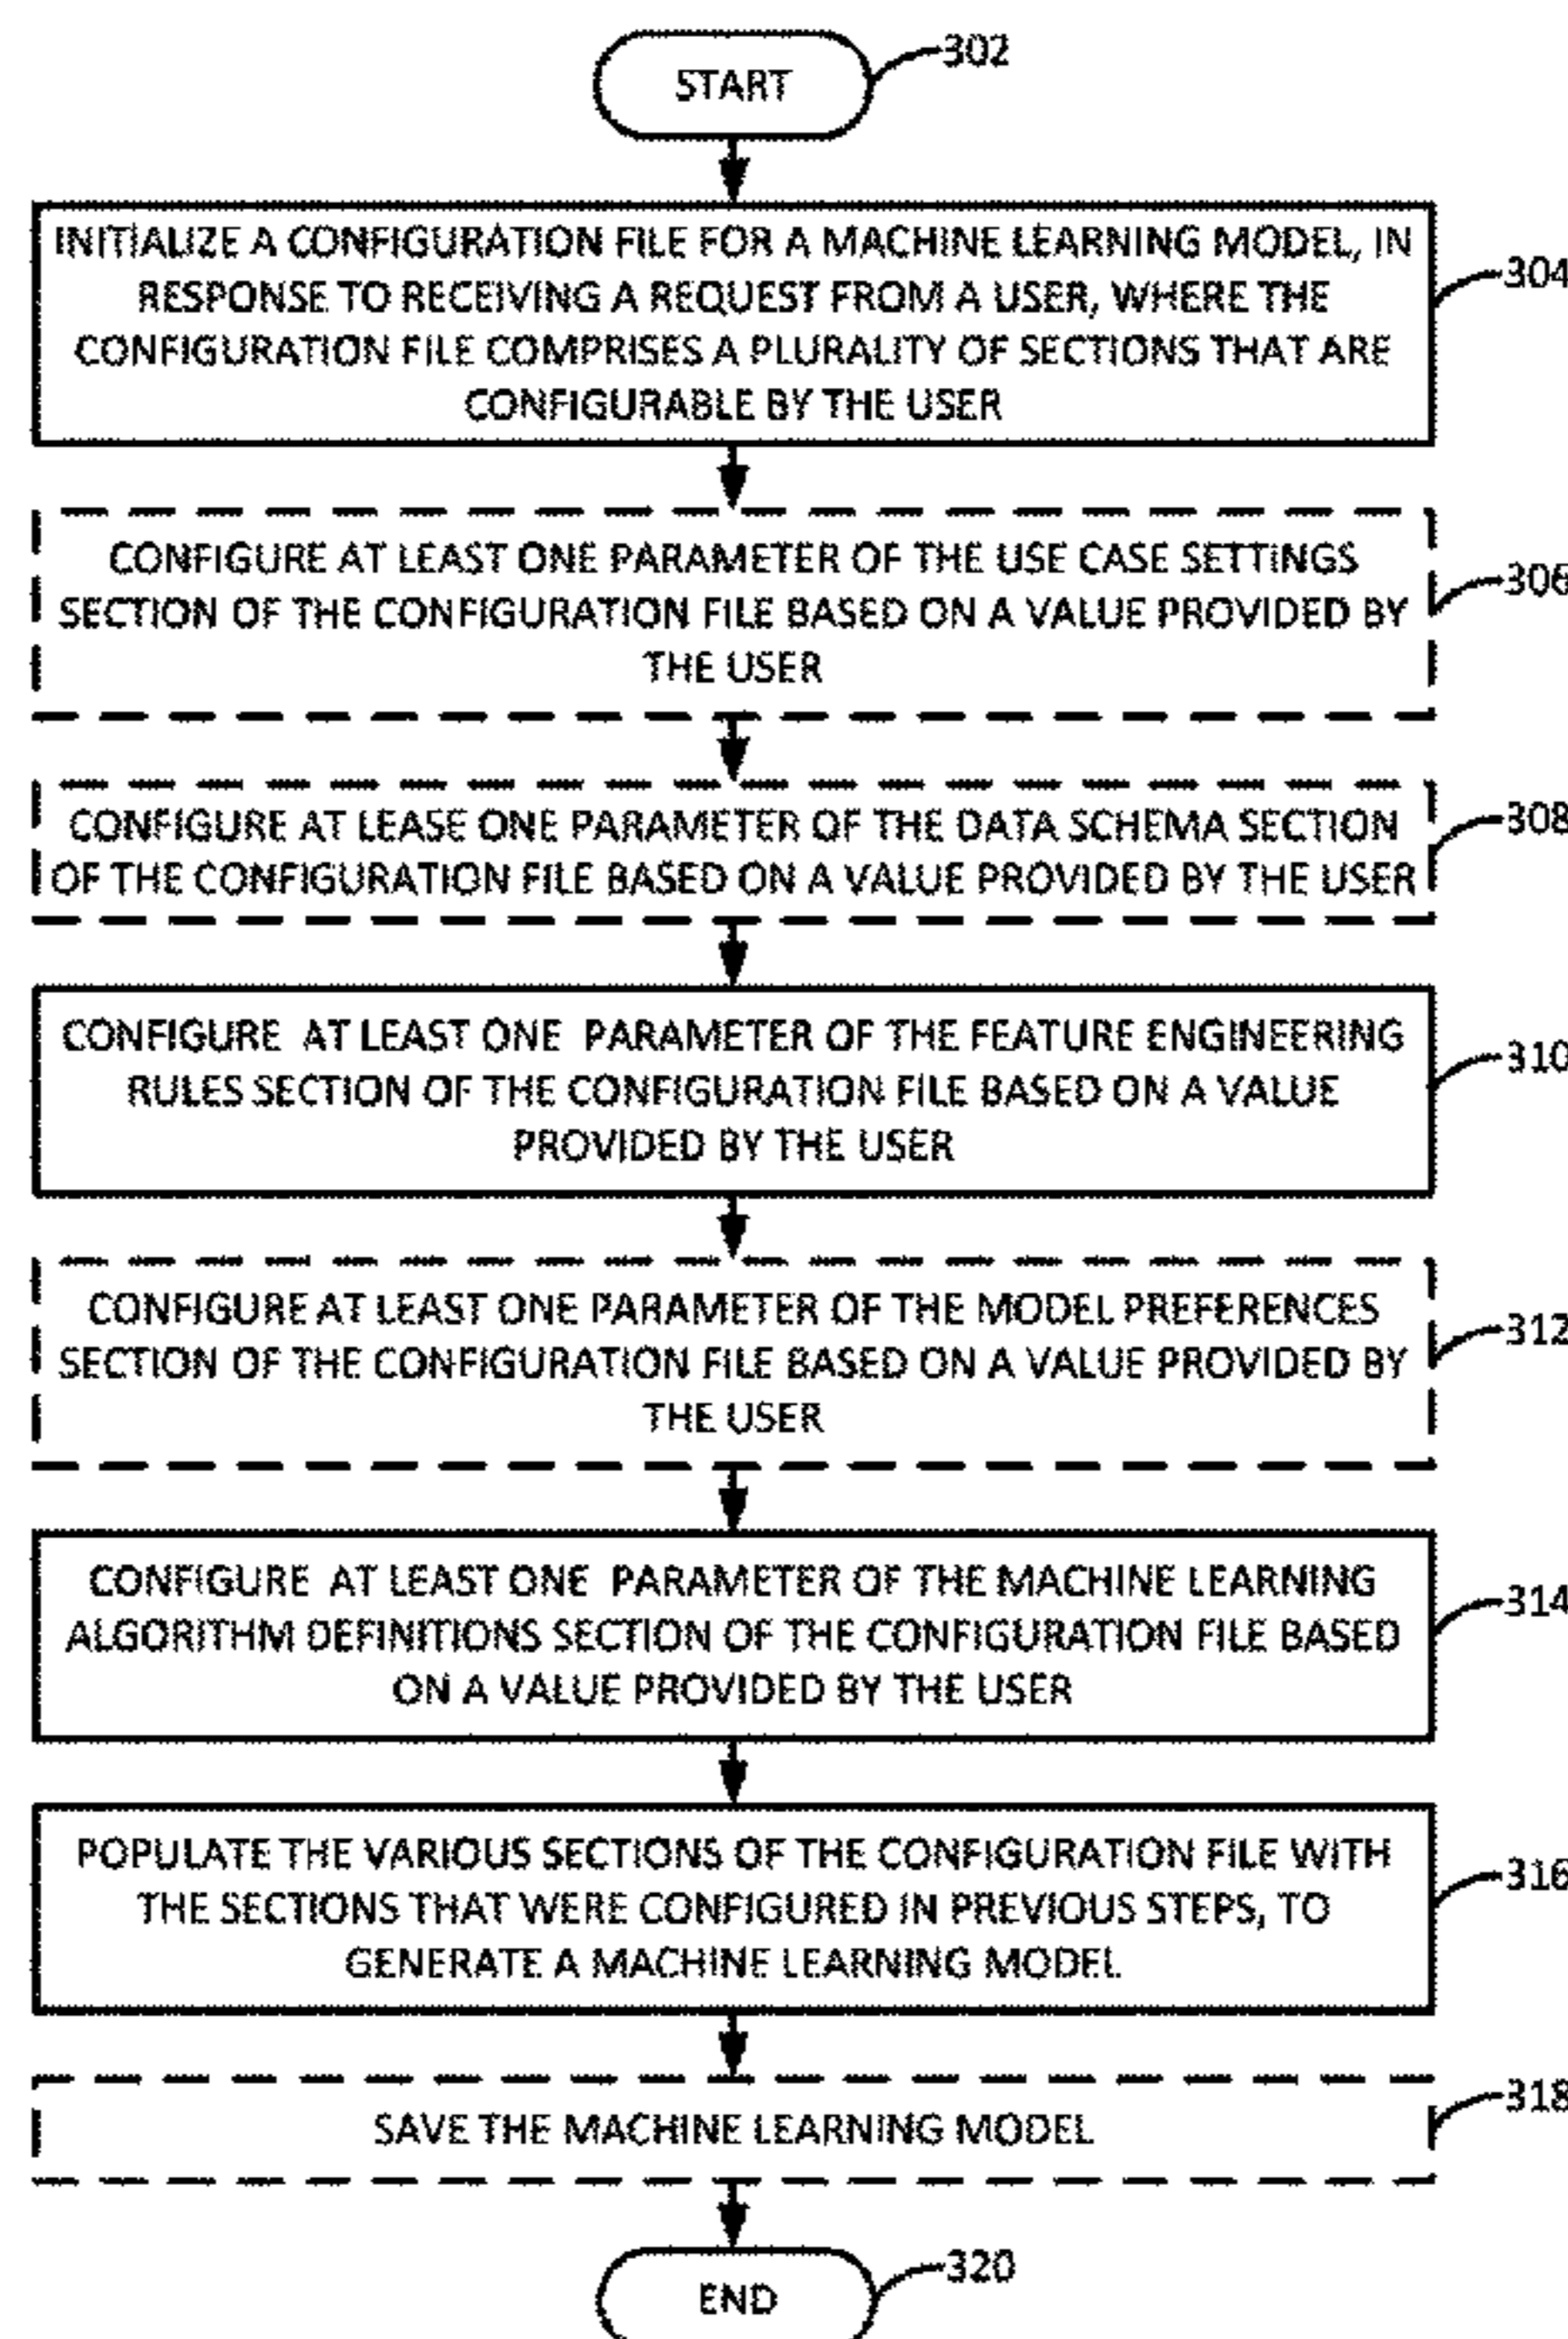 START
302
INITIALIZE A CONFIGURATION FILE FOR A MACHINE LEARNING MODEL, IN
RESPONSE TO RECEIVING A REQUEST FROM A USER, WHERE THE
CONFIGURATION FILE COMPRISES A PLURALITY OF SECTIONS THAT ARE
CONFIGURABLE BY THE USER
304
CONFIGURE AT LEAST ONE PARAMETER OF THE USE CASE SETTINGS
SECTION OF THE CONFIGURATION FILE BASED ON A VALUE PROVIDED BY
THE USER
306
CONFIGURE AT LEASE ONE PARAMETER OF THE DATA SCHEMA SECTION
OF THE CONFIGURATION FILE BASED ON A VALUE PROVIDED BY THE USER
308
CONFIGURE AT LEAST ONE PARAMETER OF THE FEATURE ENGINEERING
RULES SECTION OF THE CONFIGURATION FILE BASED ON A VALUE
PROVIDED BY THE USER
310
CONFIGURE AT LEAST ONE PARAMETER OF THE MODEL PREFERENCES
SECTION OF THE CONFIGURATION FILE BASED ON A VALUE PROVIDED BY
THE USER
312
CONFIGURE AT LEAST ONE PARAMETER OF THE MACHINE LEARNING
ALGORITHM DEFINITIONS SECTION OF THE CONFIGURATION FILE BASED
ON A VALUE PROVIDED BY THE USER
314
POPULATE THE VARIOUS SECTIONS OF THE CONFIGURATION FILE WITH
THE SECTIONS THAT WERE CONFIGURED IN PREVIOUS STEPS, TO
GENERATE A MACHINE LEARNING MODEL
316
SAVE THE MACHINE LEARNING MODEL
318
END
320